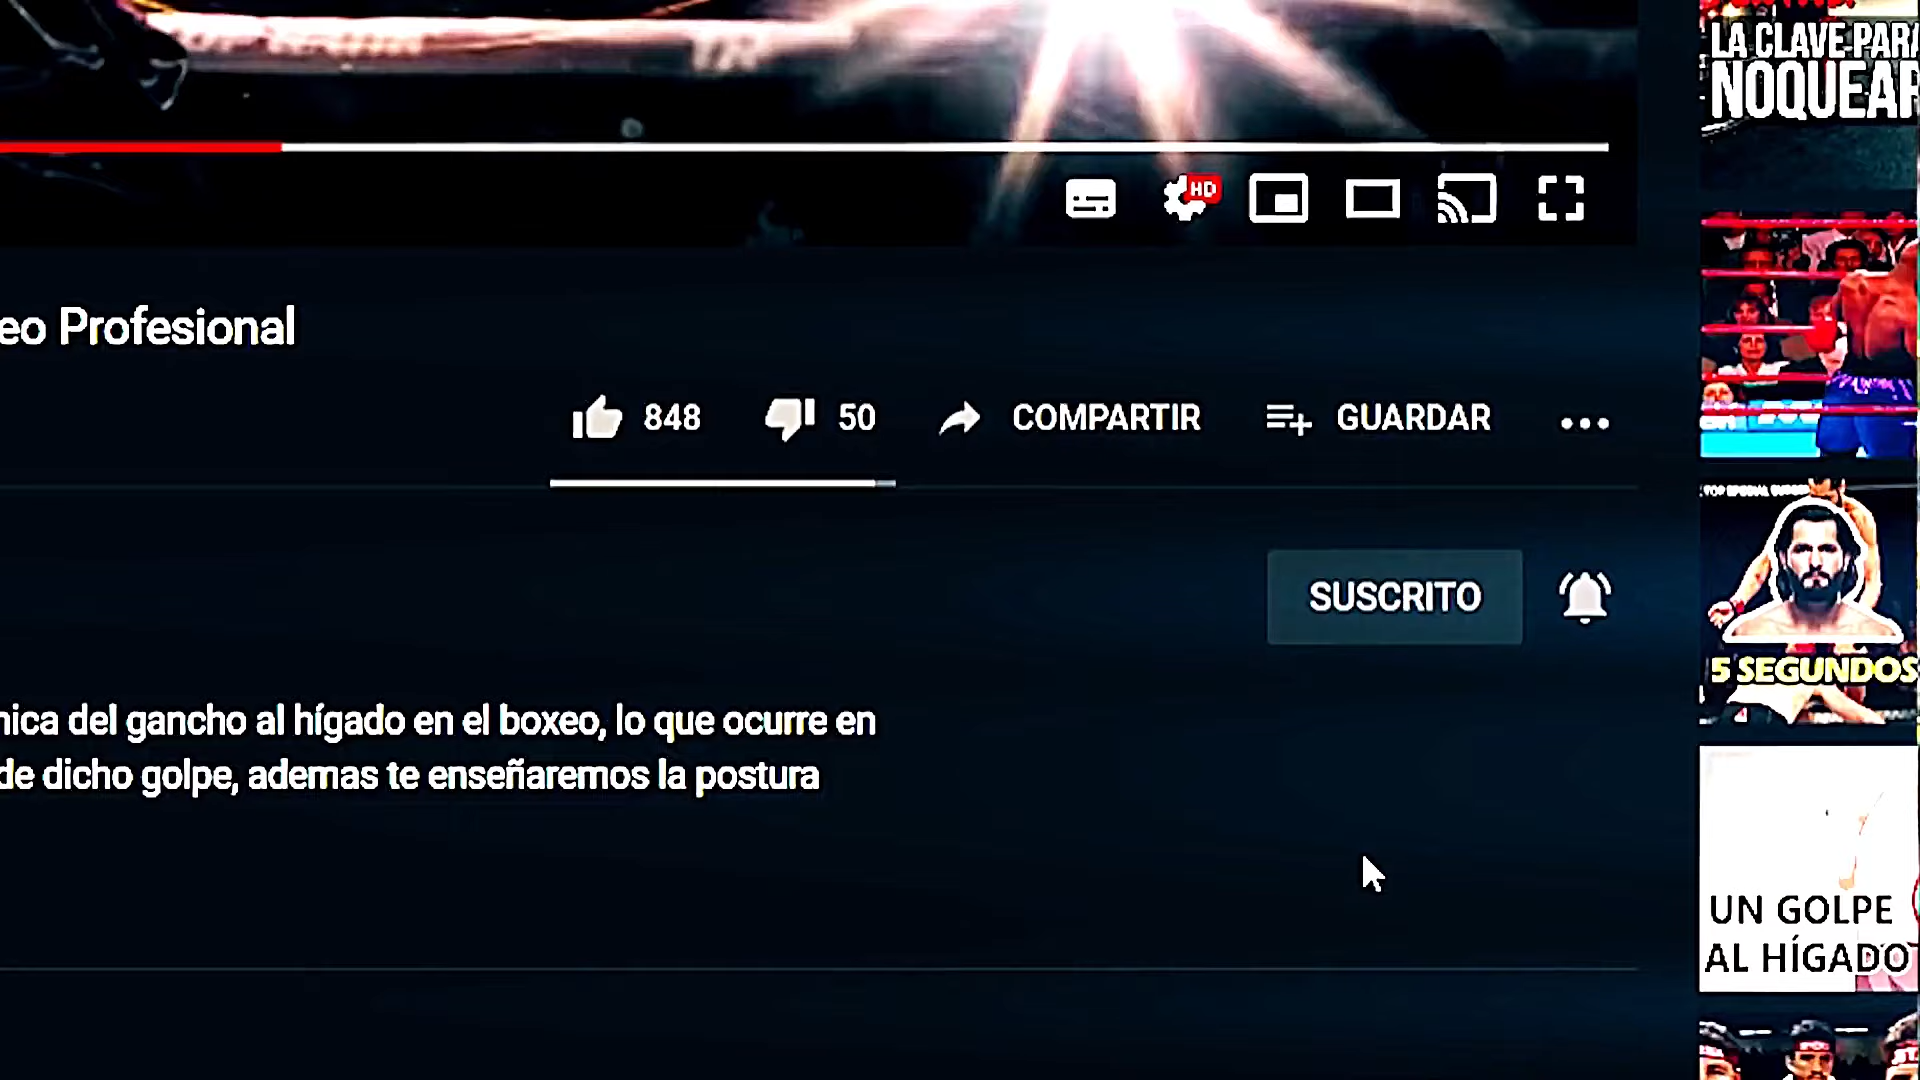 LA CLAVE PARA
NOQUEAR
HD
eo Profesional
848 50 COMPARTIR GUARDAR
SUSCRITO
5 SEGUNDOS
nica del gancho al hígado en el boxeo, lo que ocurre en
de dicho golpe, ademas te enseñaremos la postura
UN GOLPE
AL HÍGADO